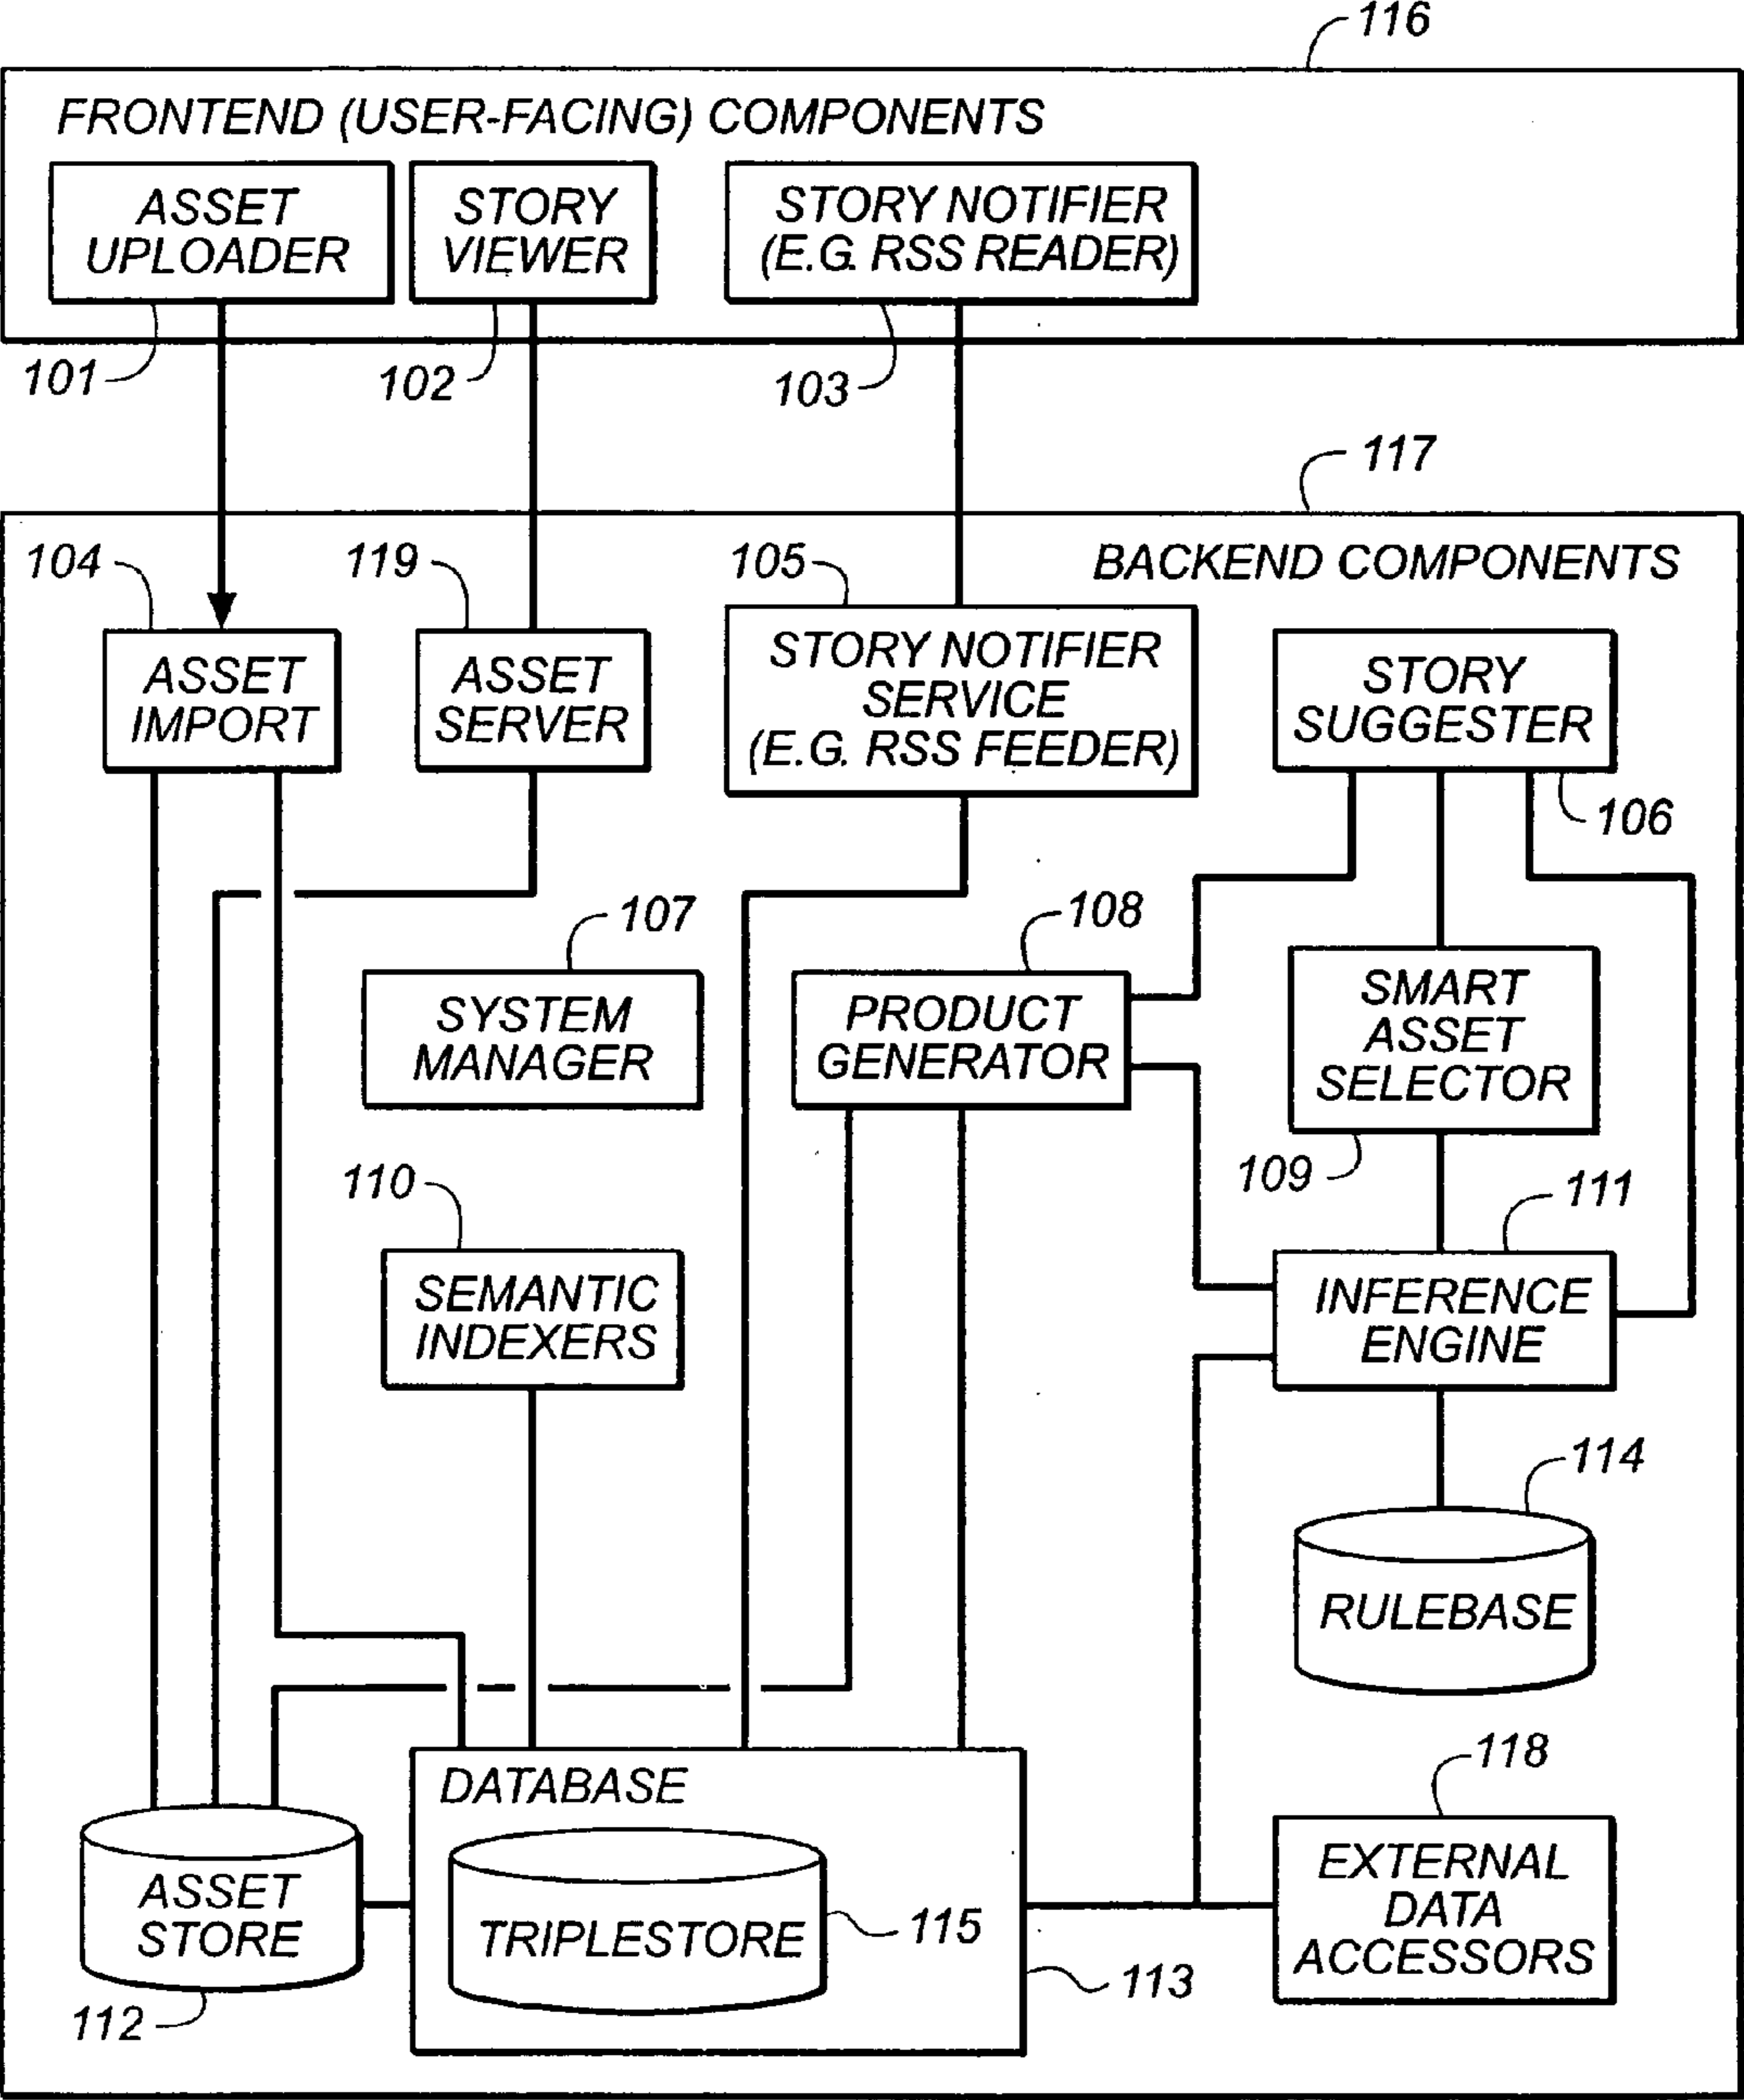 116
FRONTEND (USER-FACING) COMPONENTS
ASSET
UPLOADER
STORY
VIEWER
STORY NOTIFIER
(E.G. RSS READER)
101
102
103
117
BACKEND COMPONENTS
104
119
105
ASSET
IMPORT
ASSET
SERVER
STORY NOTIFIER
SERVICE
(E.G. RSS FEEDER)
STORY
SUGGESTER
106
107
108
SYSTEM
MANAGER
PRODUCT
GENERATOR
SMART
ASSET
SELECTOR
109
110
111
SEMANTIC
INDEXERS
INFERENCE
ENGINE
114
RULEBASE
118
DATABASE
ASSET
STORE
TRIPLESTORE
115
EXTERNAL
DATA
ACCESSORS
113
112